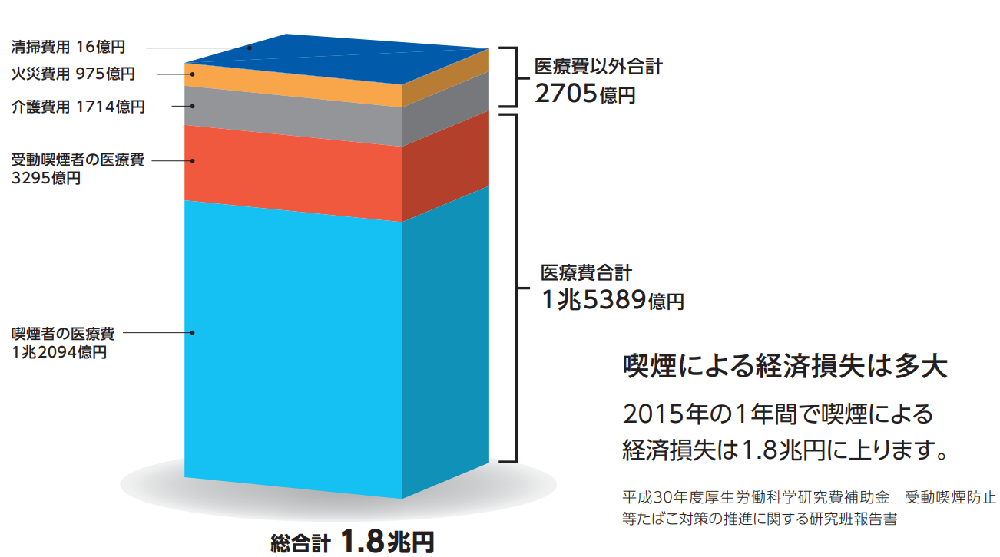 清掃費用 16億円
火災費用 975億円
介護費用 1714億円
受動喫煙者の医療費
3295億円
喫煙者の医療費
1兆2094億円
医療費以外合計
2705億円
医療費合計
1兆5389億円
喫煙による経済損失は多大
2015年の1年間で喫煙による
経済損失は1.8兆円に上ります。
平成30年度厚生労働科学研究費補助金　受動喫煙防止
等たばこ対策の推進に関する研究班報告書
総合計 1.8兆円